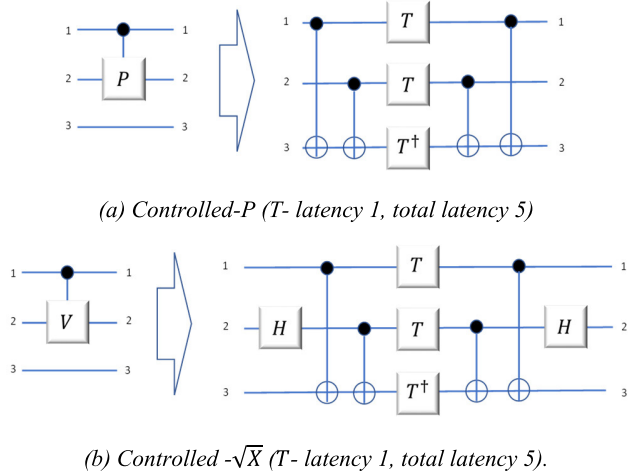 1 1 1 T 1
2 P 2 2 T 2
3 3 3 T† 3
(a) Controlled-P (T- latency 1, total latency 5)
1 1 1 T 1
2 V 2 2 H T H 2
3 3 3 T† 3
(b) Controlled -√X (T- latency 1, total latency 5).